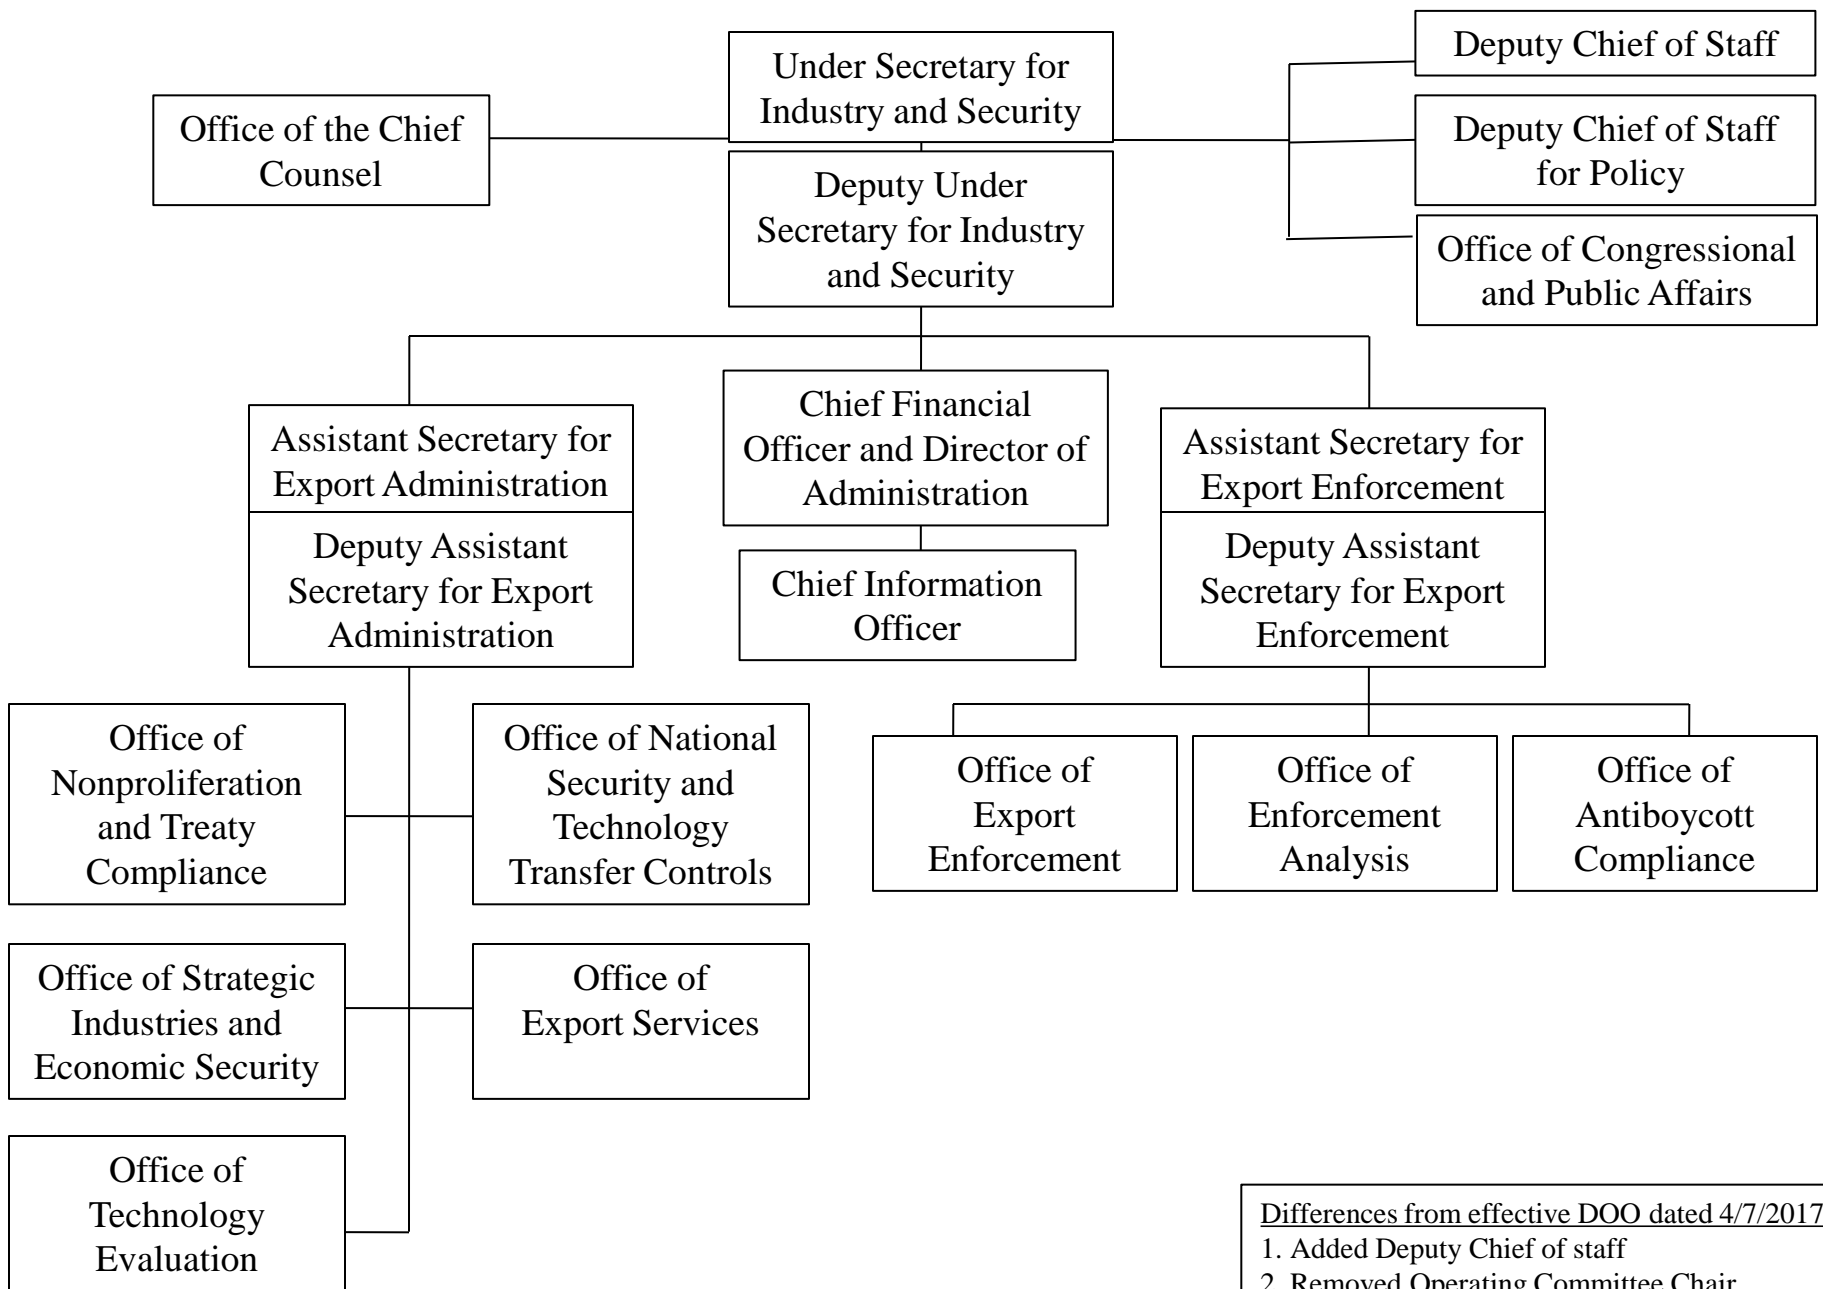 Under Secretary for
Industry and Security
Deputy Chief of Staff
Office of the Chief
Counsel
Deputy Chief of Staff
for Policy
Deputy Under
Secretary for Industry
and Security
Office of Congressional
and Public Affairs
Assistant Secretary for
Export Administration
Deputy Assistant
Secretary for Export
Administration
Chief Financial
Officer and Director of
Administration
Chief Information
Officer
Assistant Secretary for
Export Enforcement
Deputy Assistant
Secretary for Export
Enforcement
Office of
Nonproliferation
and Treaty
Compliance
Office of National
Security and
Technology
Transfer Controls
Office of
Export
Enforcement
Office of
Enforcement
Analysis
Office of
Antiboycott
Compliance
Office of Strategic
Industries and
Economic Security
Office of
Export Services
Office of
Technology
Evaluation
Differences from effective DOO dated 4/7/2017
1. Added Deputy Chief of staff
2. Removed Operating Committee Chair